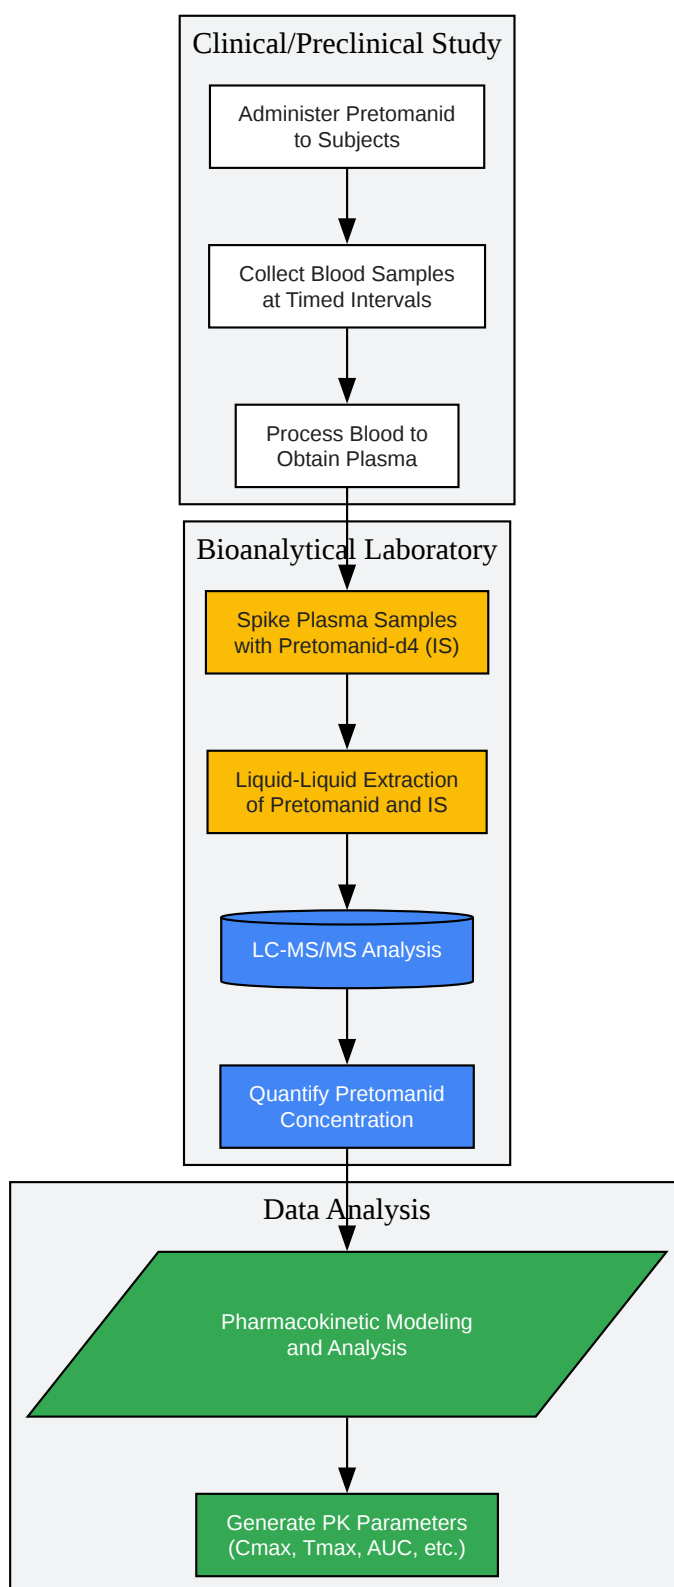 Clinical/Preclinical Study
Administer Pretomanid
to Subjects
Collect Blood Samples
at Timed Intervals
Process Blood to
Obtain Plasma
Bioanalytical Laboratory
Spike Plasma Samples
with Pretomanid-d4 (IS)
Liquid-Liquid Extraction
of Pretomanid and IS
LC-MS/MS Analysis
Quantify Pretomanid
Concentration
Data Analysis
Pharmacokinetic Modeling
and Analysis
Generate PK Parameters
(Cmax, Tmax, AUC, etc.)